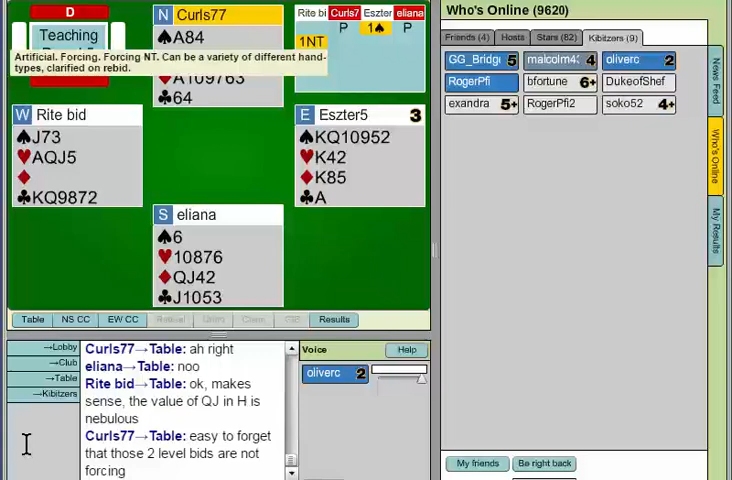 D
N Curls77
Rite bi Curls7 Eszter eliana
P 1♠ P
1NT
Teaching
♠A84
Artificial. Forcing. Forcing NT. Can be a variety of different hand-
types, clarified on rebid.
♦A109763
♣64
W Rite bid
♠J73
♥AQJ5
♦
♣KQ9872
E Eszter5 3
♠KQ10952
♥K42
♦K85
♣A
S eliana
♠6
♥10876
♦QJ42
♣J1053
Table NS CC EW CC Undo Claim GIB Results
→Lobby
→Club
→Table
→Kibitzers
Curls77→Table: ah right
eliana→Table: noo
Rite bid→Table: ok, makes
sense, the value of QJ in H is
nebulous
Curls77→Table: easy to forget
that those 2 level bids are not
forcing
Voice Help
oliverc 2
Who's Online (9620)
Friends (4) Hosts Stars (82) Kibitzers (9)
GG_Bridge 5 malcolm4 4 oliverc 2
RogerPfi bfortune 6+ DukeofShef
exandra 5+ RogerPfi2 soko52 4+
My friends Be right back
News Feed
Who's Online
My Results